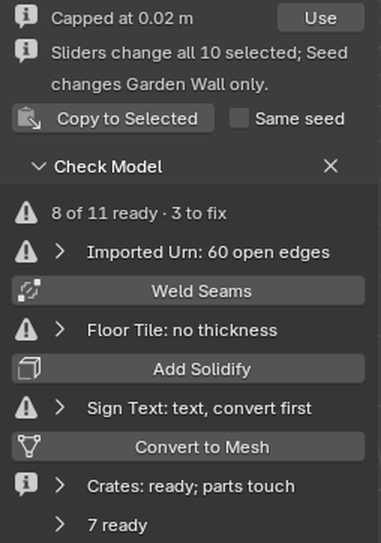 Capped at 0.02 m
Use
Sliders change all 10 selected; Seed
changes Garden Wall only.
Copy to Selected
Same seed
Check Model
8 of 11 ready · 3 to fix
Imported Urn: 60 open edges
Weld Seams
Floor Tile: no thickness
Add Solidify
Sign Text: text, convert first
Convert to Mesh
Crates: ready; parts touch
7 ready